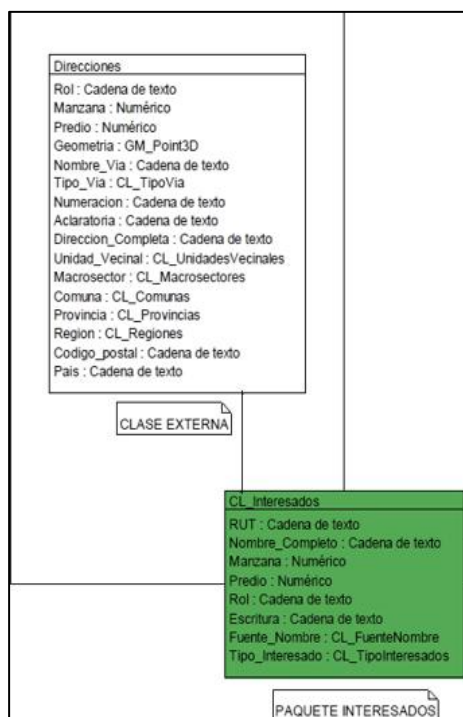 Direcciones
Rol : Cadena de texto
Manzana : Numérico
Predio : Numérico
Geometria : GM_Point3D
Nombre_Via : Cadena de texto
Tipo_Via : CL_TipoVia
Numeracion : Cadena de texto
Aclaratoria : Cadena de texto
Direccion_Completa : Cadena de texto
Unidad_Vecinal : CL_UnidadesVecinales
Macrosector : CL_Macrosectores
Comuna : CL_Comunas
Provincia : CL_Provincias
Region : CL_Regiones
Codigo_postal : Cadena de texto
Pais : Cadena de texto
CLASE EXTERNA
CL_Interesados
RUT : Cadena de texto
Nombre_Completo : Cadena de texto
Manzana : Numérico
Predio : Numérico
Rol : Cadena de texto
Escritura : Cadena de texto
Fuente_Nombre : CL_FuenteNombre
Tipo_Interesado : CL_TipoInteresados
PAQUETE INTERESADOS